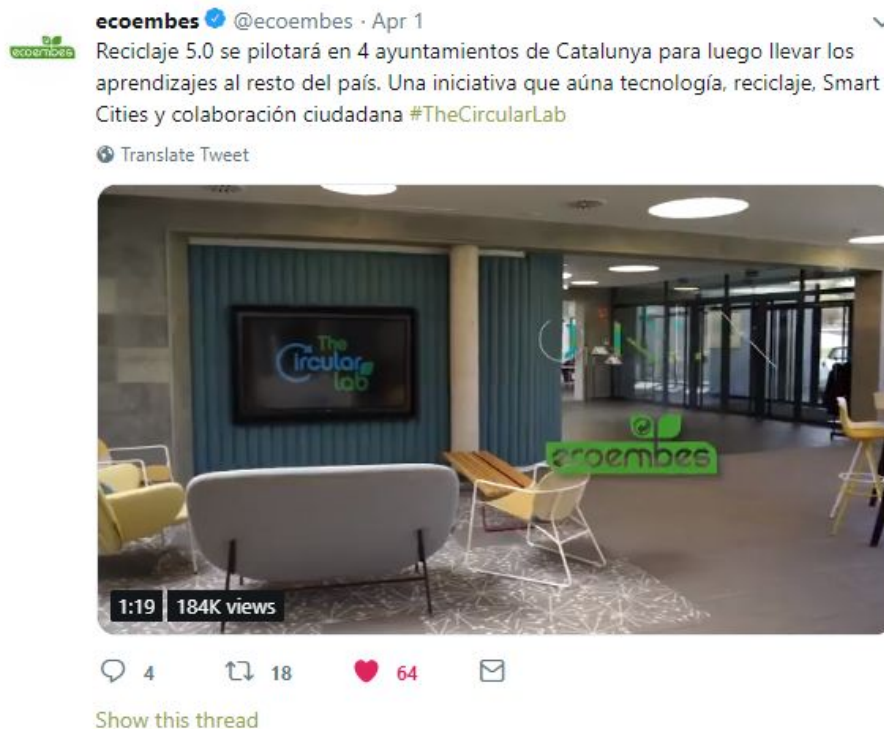 ecoembes @ecoembes · Apr 1
ecoembes
Reciclaje 5.0 se pilotará en 4 ayuntamientos de Catalunya para luego llevar los
aprendizajes al resto del país. Una iniciativa que aúna tecnología, reciclaje, Smart
Cities y colaboración ciudadana #TheCircularLab
Translate Tweet
The
Circular
lab
ecoembes
1:19 184K views
4 18 64
Show this thread